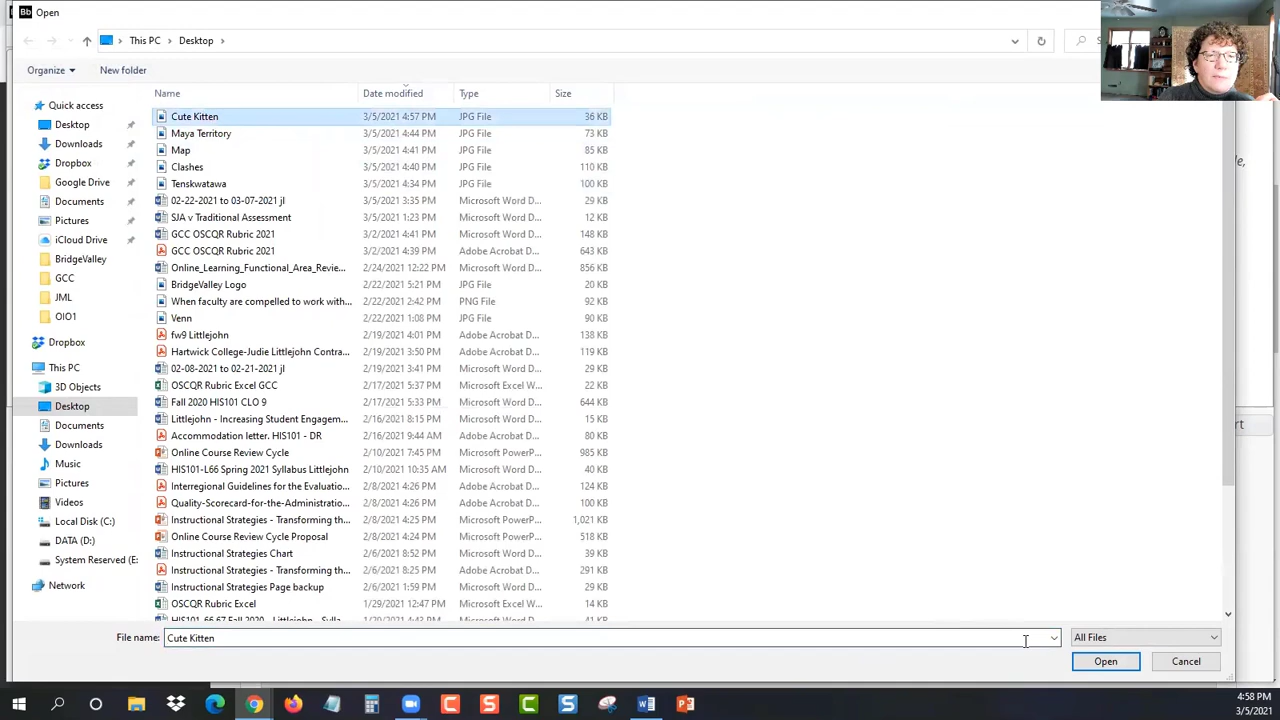 Bb Open
This PC > Desktop >
Organize
New folder
Name Date modified Type Size
Quick access
Desktop
Downloads
Dropbox
Google Drive
Documents
Pictures
iCloud Drive
BridgeValley
GCC
JML
OIO1
Dropbox
This PC
3D Objects
Desktop
Documents
Downloads
Music
Pictures
Videos
Local Disk (C:)
DATA (D:)
System Reserved (E:
Network
Cute Kitten 3/5/2021 4:57 PM JPG File 36 KB
Maya Territory 3/5/2021 4:44 PM JPG File 73 KB
Map 3/5/2021 4:41 PM JPG File 85 KB
Clashes 3/5/2021 4:40 PM JPG File 110 KB
Tenskwatawa 3/5/2021 4:34 PM JPG File 100 KB
02-22-2021 to 03-07-2021 jl 3/5/2021 3:35 PM Microsoft Word D... 29 KB
SJA v Traditional Assessment 3/5/2021 1:23 PM Microsoft Word D... 12 KB
GCC OSCQR Rubric 2021 3/2/2021 4:41 PM Microsoft Word D... 148 KB
GCC OSCQR Rubric 2021 3/2/2021 4:39 PM Adobe Acrobat D... 643 KB
Online_Learning_Functional_Area_Revie... 2/24/2021 12:22 PM Microsoft Word D... 856 KB
BridgeValley Logo 2/22/2021 5:21 PM JPG File 20 KB
When faculty are compelled to work with... 2/22/2021 2:42 PM PNG File 92 KB
Venn 2/22/2021 1:08 PM JPG File 90 KB
fw9 Littlejohn 2/19/2021 4:01 PM Adobe Acrobat D... 138 KB
Hartwick College-Judie Littlejohn Contra... 2/19/2021 3:50 PM Adobe Acrobat D... 119 KB
02-08-2021 to 02-21-2021 jl 2/19/2021 3:41 PM Microsoft Word D... 29 KB
OSCQR Rubric Excel GCC 2/17/2021 5:37 PM Microsoft Excel W... 22 KB
Fall 2020 HIS101 CLO 9 2/17/2021 5:33 PM Microsoft Word D... 644 KB
Littlejohn - Increasing Student Engagem... 2/16/2021 8:15 PM Microsoft Word D... 15 KB
Accommodation letter. HIS101 - DR 2/16/2021 9:44 AM Adobe Acrobat D... 80 KB
Online Course Review Cycle 2/10/2021 7:45 PM Microsoft PowerP... 985 KB
HIS101-L66 Spring 2021 Syllabus Littlejohn 2/10/2021 10:35 AM Microsoft Word D... 40 KB
Interregional Guidelines for the Evaluatio... 2/8/2021 4:26 PM Adobe Acrobat D... 124 KB
Quality-Scorecard-for-the-Administratio... 2/8/2021 4:26 PM Adobe Acrobat D... 100 KB
Instructional Strategies - Transforming th... 2/8/2021 4:25 PM Microsoft PowerP... 1,021 KB
Online Course Review Cycle Proposal 2/8/2021 4:24 PM Microsoft PowerP... 518 KB
Instructional Strategies Chart 2/6/2021 8:52 PM Microsoft Word D... 39 KB
Instructional Strategies - Transforming th... 2/6/2021 8:25 PM Adobe Acrobat D... 291 KB
Instructional Strategies Page backup 2/6/2021 1:59 PM Microsoft Word D... 29 KB
OSCQR Rubric Excel 1/29/2021 12:47 PM Microsoft Excel W... 14 KB
File name: Cute Kitten All Files
Open Cancel
4:58 PM
3/5/2021